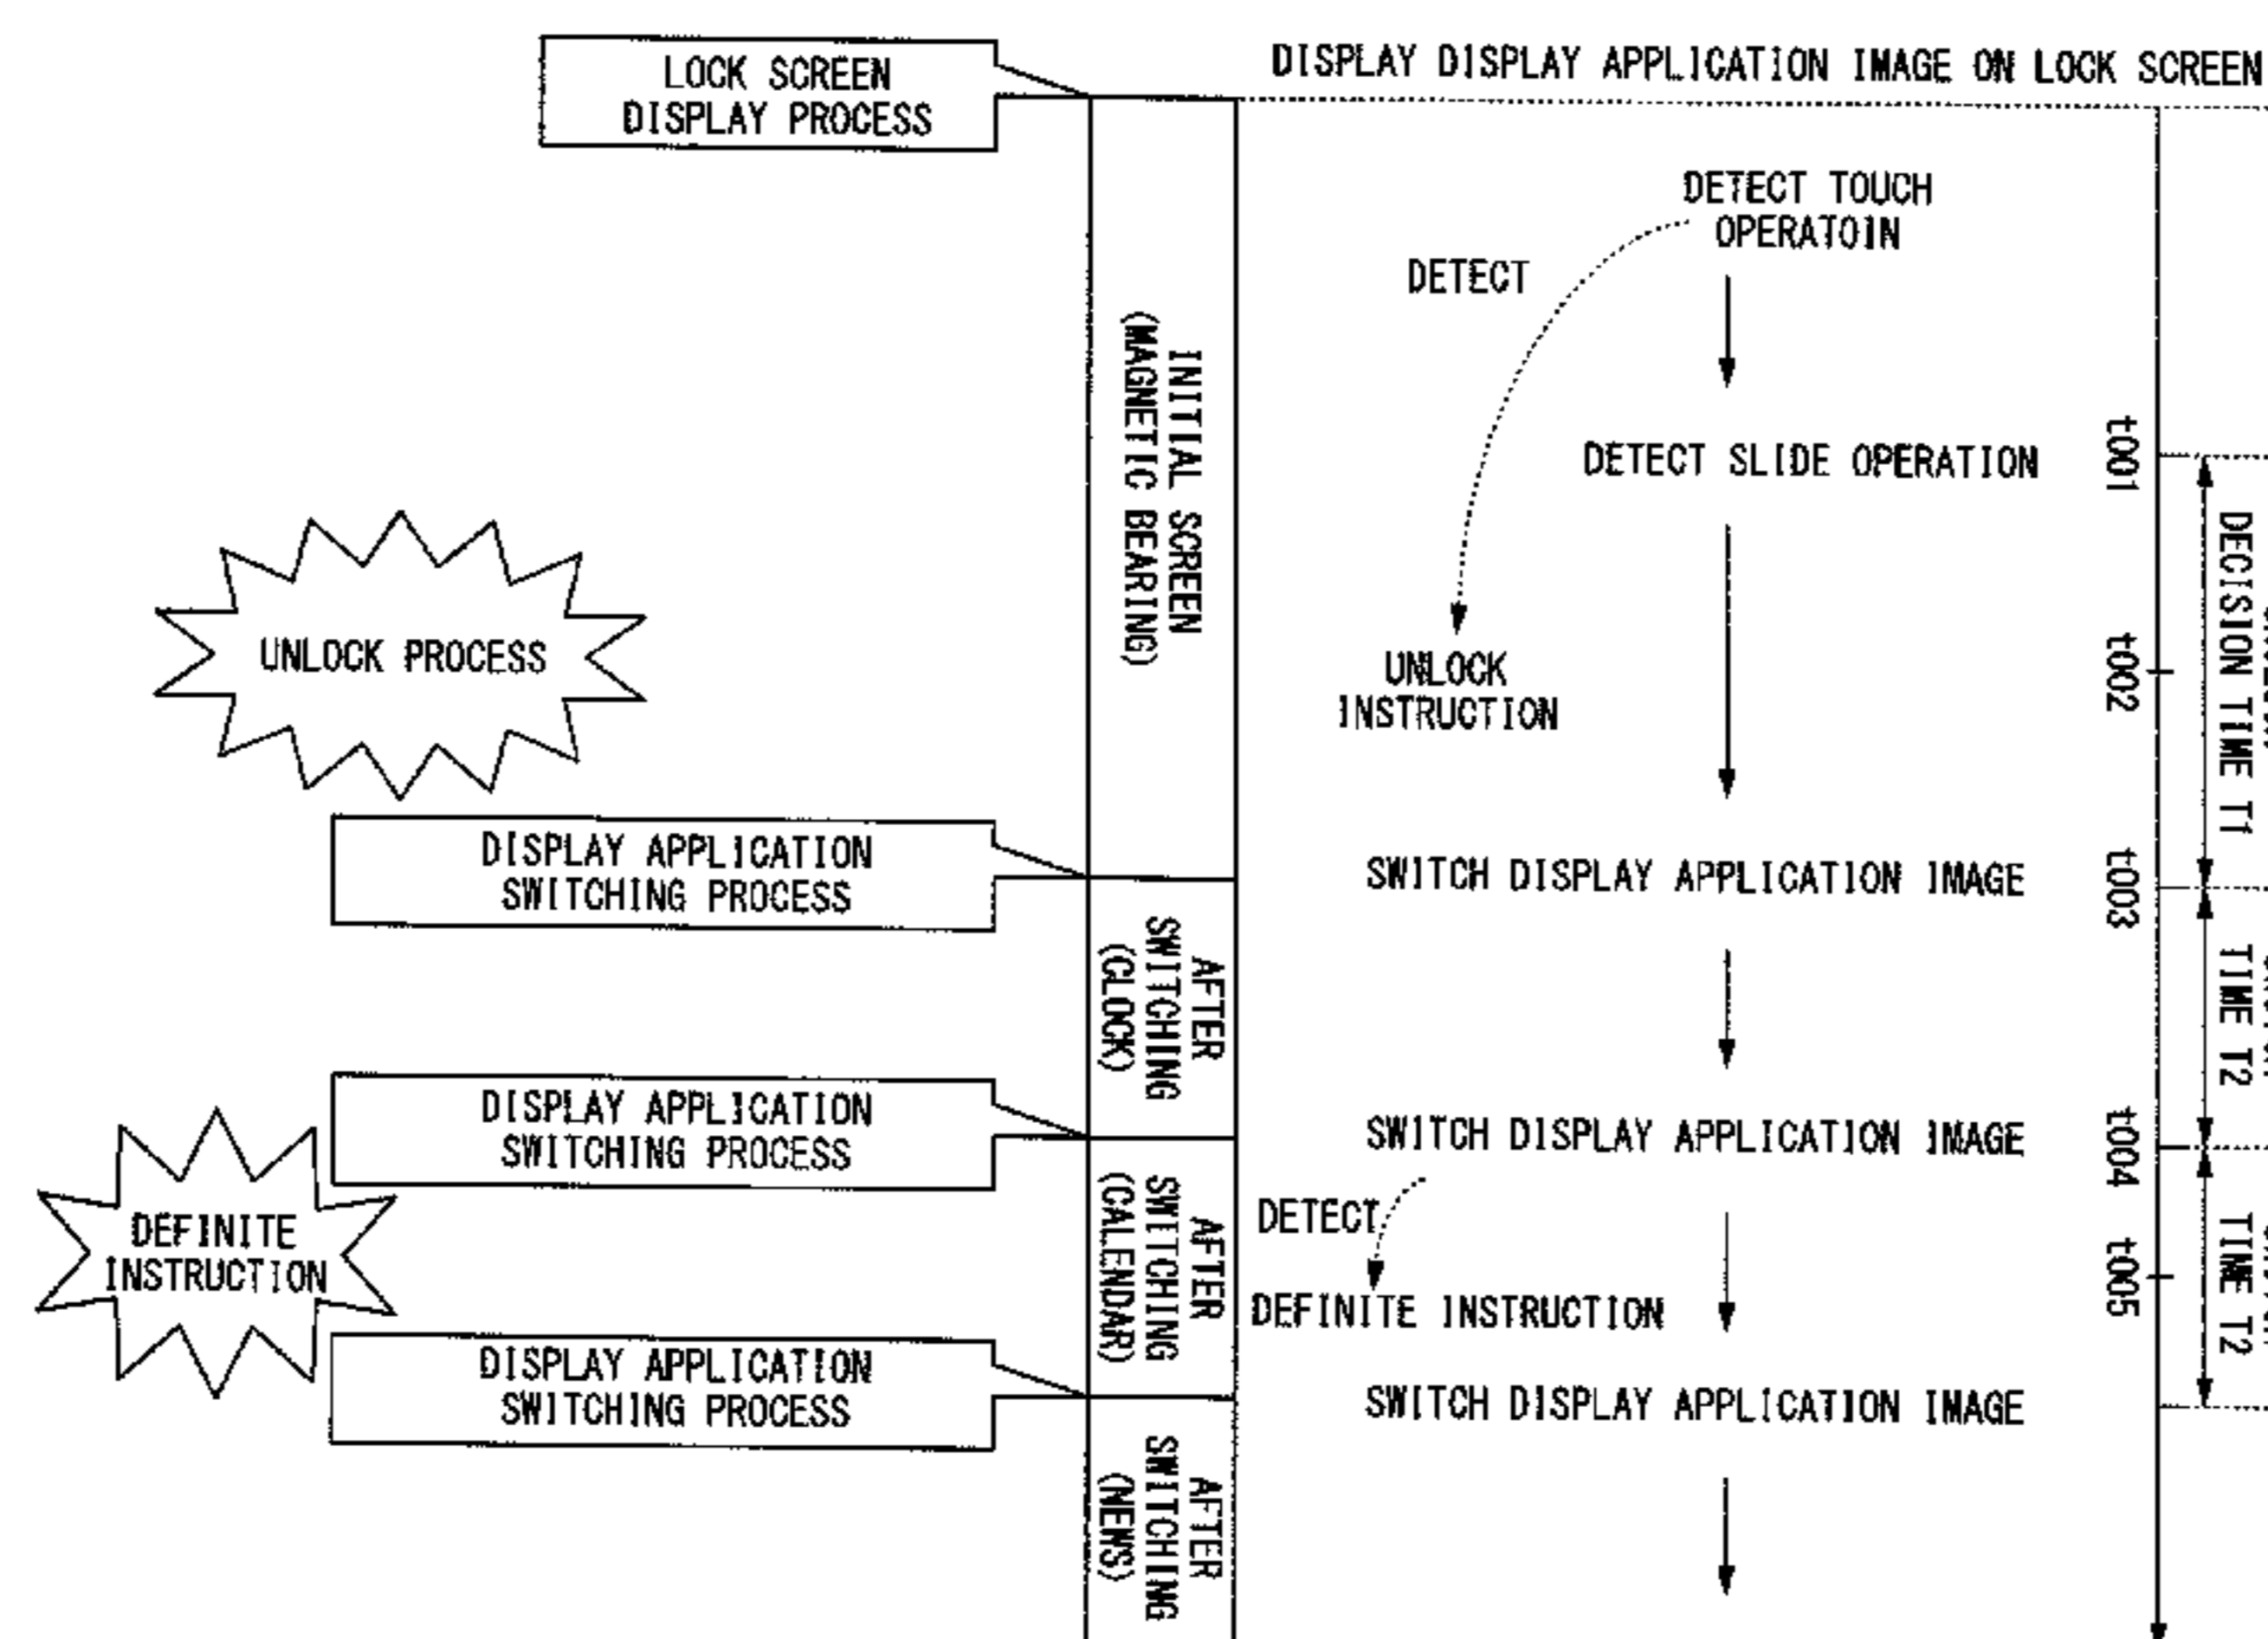 LOCK SCREEN
DISPLAY PROCESS
DISPLAY DISPLAY APPLICATION IMAGE ON LOCK SCREEN
DETECT TOUCH
OPERATOIN
DETECT
INITIAL SCREEN
(MAGNETIC BEARING)
DETECT SLIDE OPERATION
t001
UNLOCK PROCESS
UNLOCK
INSTRUCTION
t002
DECISION TIME T1
DISPLAY APPLICATION
SWITCHING PROCESS
SWITCH DISPLAY APPLICATION IMAGE
t003
AFTER
SWITCHING
(CLOCK)
TIME T2
DISPLAY APPLICATION
SWITCHING PROCESS
SWITCH DISPLAY APPLICATION IMAGE
t004
DEFINITE
INSTRUCTION
AFTER
SWITCHING
(CALENDAR)
DETECT
DEFINITE INSTRUCTION
t005
TIME T2
DISPLAY APPLICATION
SWITCHING PROCESS
SWITCH DISPLAY APPLICATION IMAGE
AFTER
SWITCHING
(NEWS)